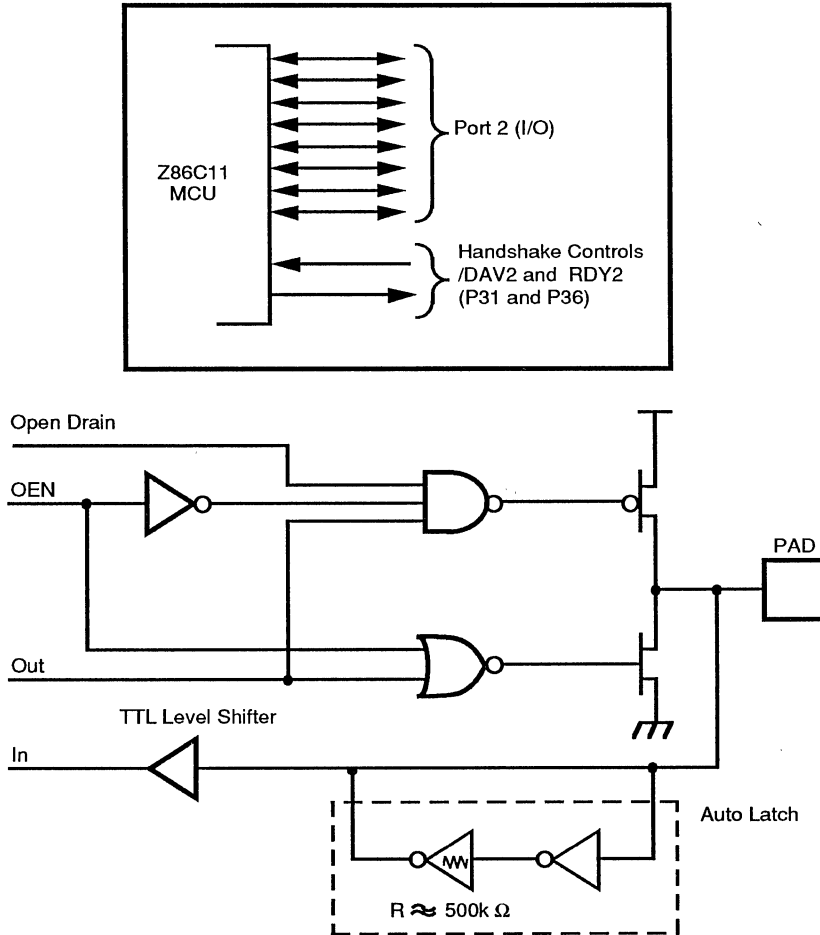 Z86C11
MCU
Port 2 (I/O)
Handshake Controls
/DAV2 and RDY2
(P31 and P36)
Open Drain
OEN
PAD
Out
TTL Level Shifter
In
Auto Latch
R ≈ 500k Ω